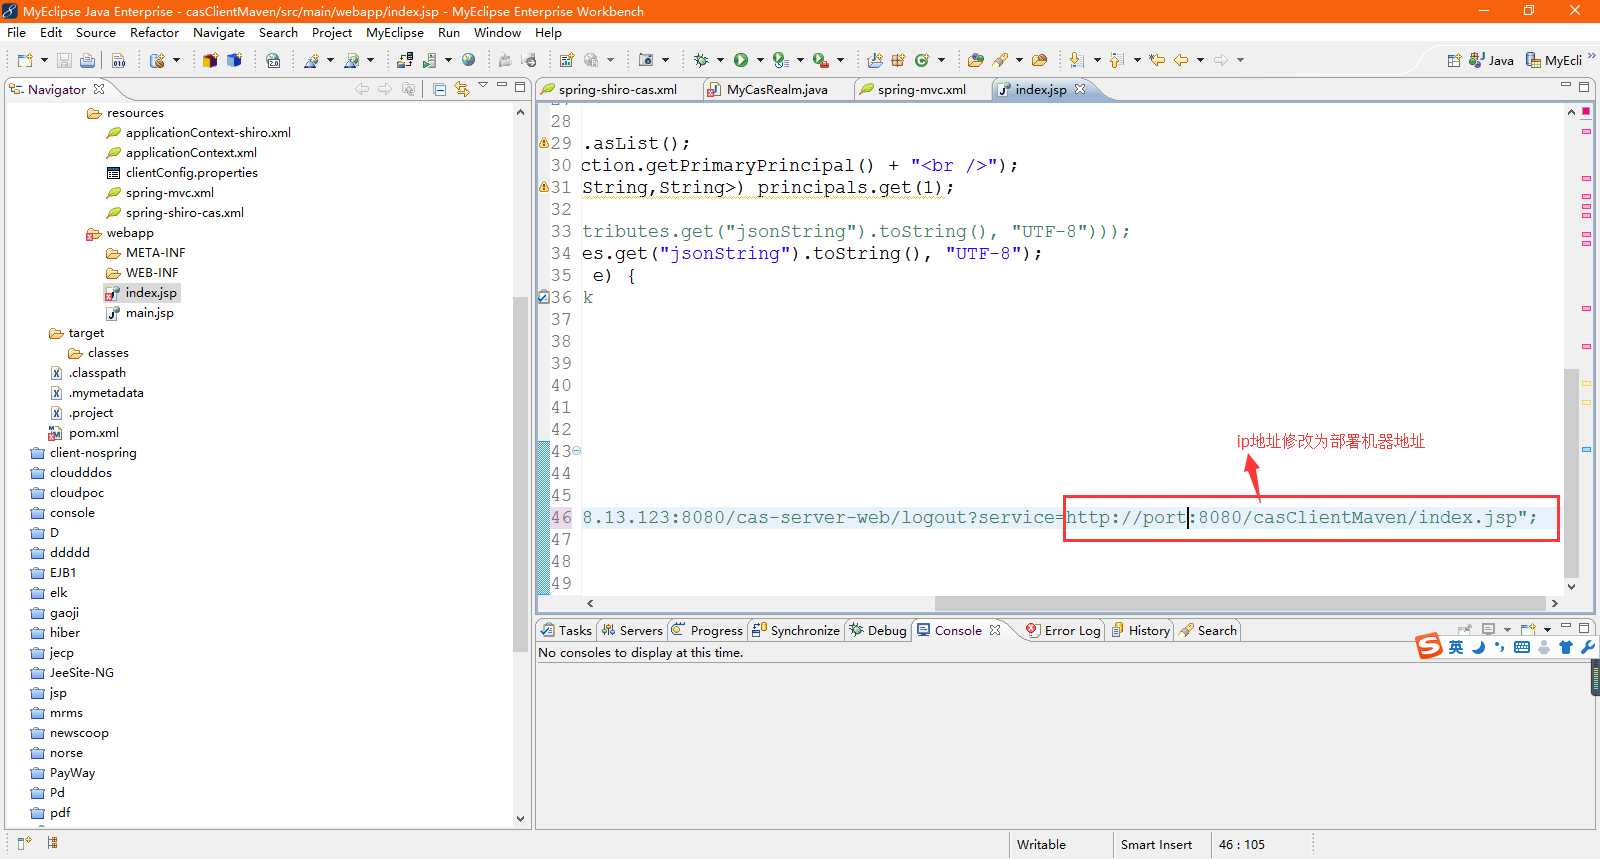 MyEclipse Java Enterprise - casClientMaven/src/main/webapp/index.jsp - MyEclipse Enterprise Workbench
File Edit Source Refactor Navigate Search Project MyEclipse Run Window Help
Java MyEcli »
Navigator
resources
applicationContext-shiro.xml
applicationContext.xml
clientConfig.properties
spring-mvc.xml
spring-shiro-cas.xml
webapp
META-INF
WEB-INF
index.jsp
main.jsp
target
classes
.classpath
.mymetadata
.project
pom.xml
client-nospring
cloudddos
cloudpoc
console
D
ddddd
EJB1
elk
gaoji
hiber
jecp
JeeSite-NG
jsp
mrms
newscoop
norse
PayWay
Pd
pdf
spring-shiro-cas.xml MyCasRealm.java spring-mvc.xml index.jsp
28
29 .asList();
30 ction.getPrimaryPrincipal() + "<br />");
31 String,String>) principals.get(1);
32
33 tributes.get("jsonString").toString(), "UTF-8")));
34 es.get("jsonString").toString(), "UTF-8");
35 e) {
36 k
37
38
39
40
41
42
43
ip地址修改为部署机器地址
44
45
46 8.13.123:8080/cas-server-web/logout?service=http://port:8080/casClientMaven/index.jsp";
47
48
49
Tasks Servers Progress Synchronize Debug Console Error Log History Search
No consoles to display at this time.
英
Writable Smart Insert 46 : 105